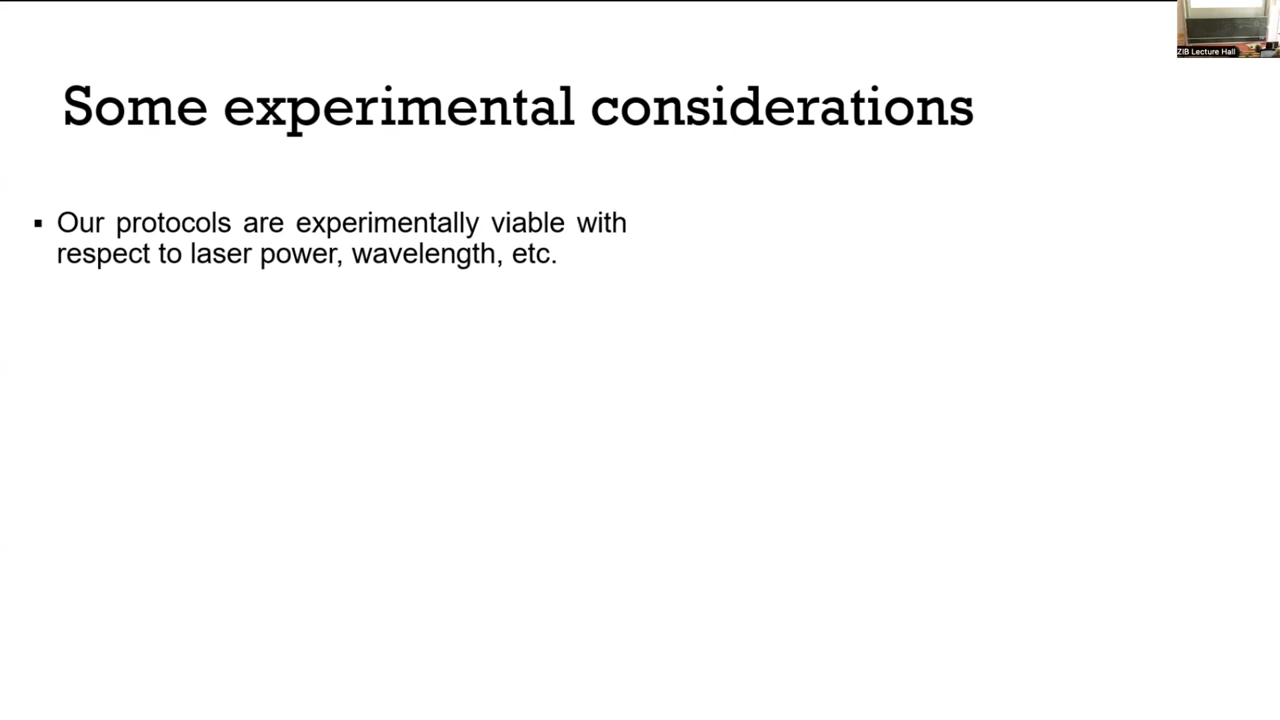 ZIB Lecture Hall
Some experimental considerations
▪ Our protocols are experimentally viable with
respect to laser power, wavelength, etc.